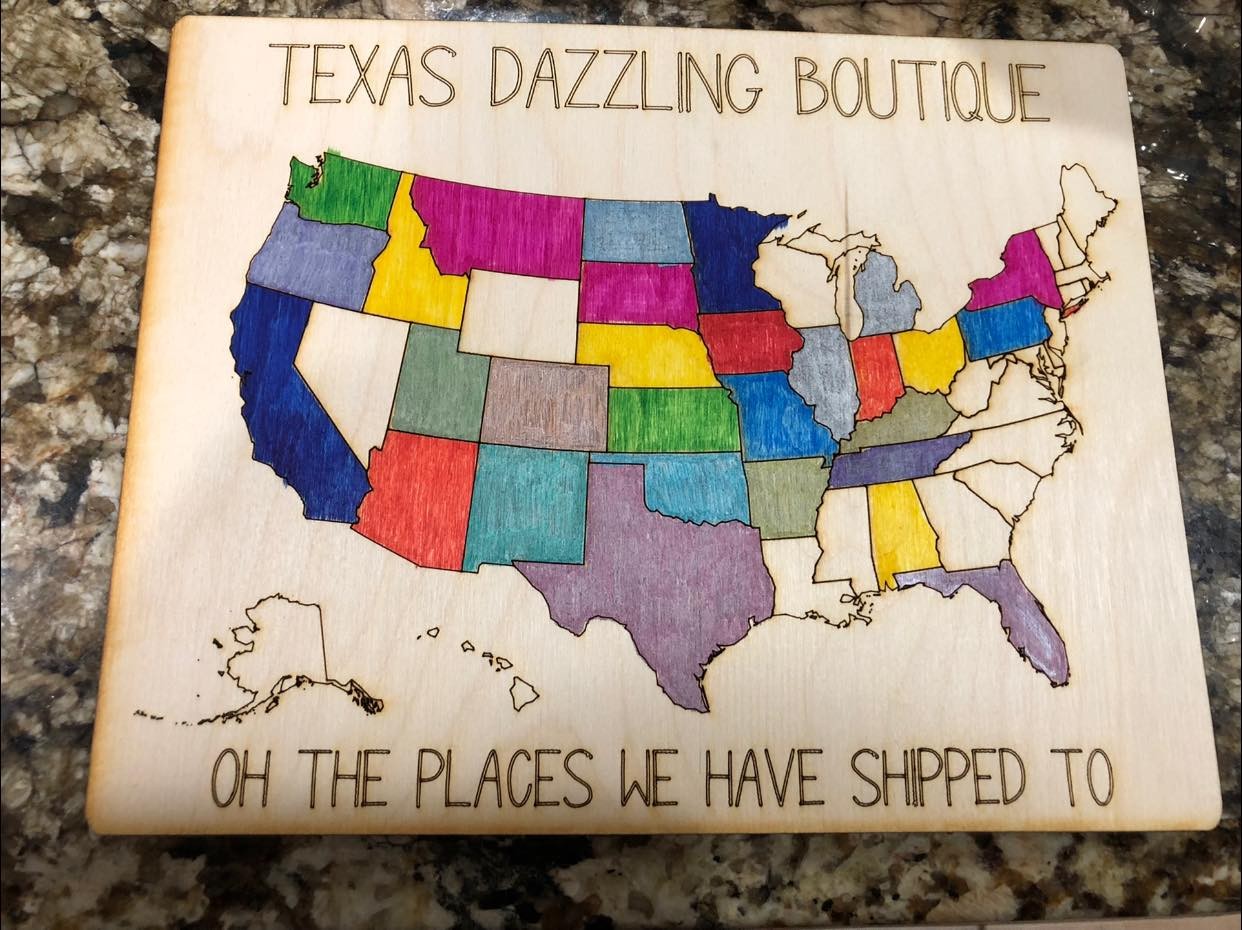 TEXAS DAZZLING BOUTIQUE
OH THE PLACES WE HAVE SHIPPED TO